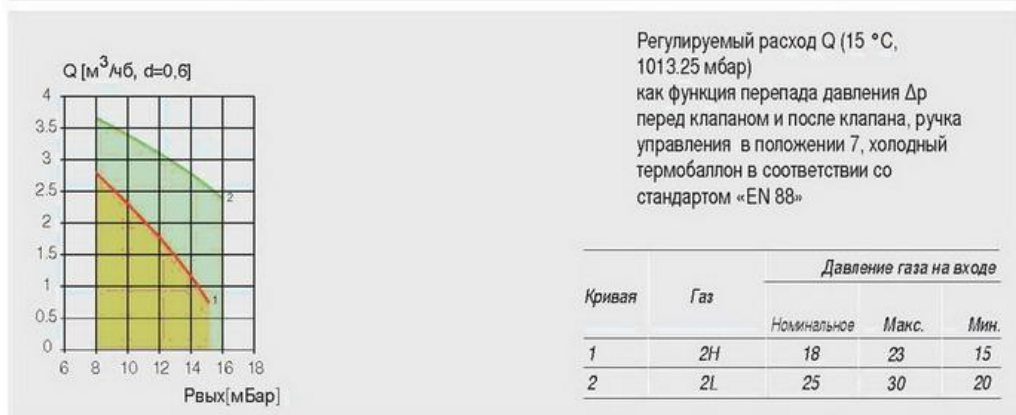 Q [м³/чб, d=0,6]
4
3.5
3
2.5
2
1.5
1
0.5
0
2
1
6 8 10 12 14 16 18
Рвых[мБар]
Регулируемый расход Q (15 °C,
1013.25 мбар)
как функция перепада давления Δp
перед клапаном и после клапана, ручка
управления в положении 7, холодный
термобаллон в соответствии со
стандартом «EN 88»
Давление газа на входе
Кривая Газ
Номинальное Макс. Мин.
1 2H 18 23 15
2 2L 25 30 20